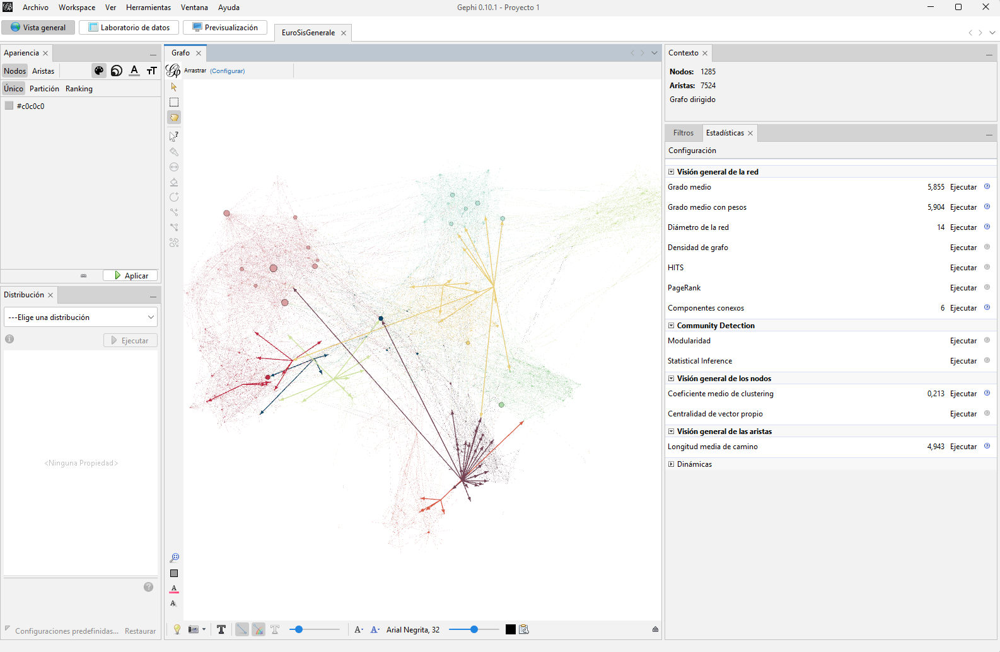 Gephi 0.10.1 - Proyecto 1
Archivo Workspace Ver Herramientas Ventana Ayuda
Vista general Laboratorio de datos Previsualización
EuroSisGenerale
Apariencia
Nodos Aristas
Único Partición Ranking
#c0c0c0
Aplicar
Distribución
---Elige una distribución
Ejecutar
<Ninguna Propiedad>
Configuraciones predefinidas... Restaurar
Grafo
Arrastrar (Configurar)
Arial Negrita, 32
Contexto
Nodos: 1285
Aristas: 7524
Grafo dirigido
Filtros Estadísticas
Configuración
Visión general de la red
Grado medio 5,855 Ejecutar
Grado medio con pesos 5,904 Ejecutar
Diámetro de la red 14 Ejecutar
Densidad de grafo Ejecutar
HITS Ejecutar
PageRank Ejecutar
Componentes conexos 6 Ejecutar
Community Detection
Modularidad Ejecutar
Statistical Inference Ejecutar
Visión general de los nodos
Coeficiente medio de clustering 0,213 Ejecutar
Centralidad de vector propio Ejecutar
Visión general de las aristas
Longitud media de camino 4,943 Ejecutar
Dinámicas